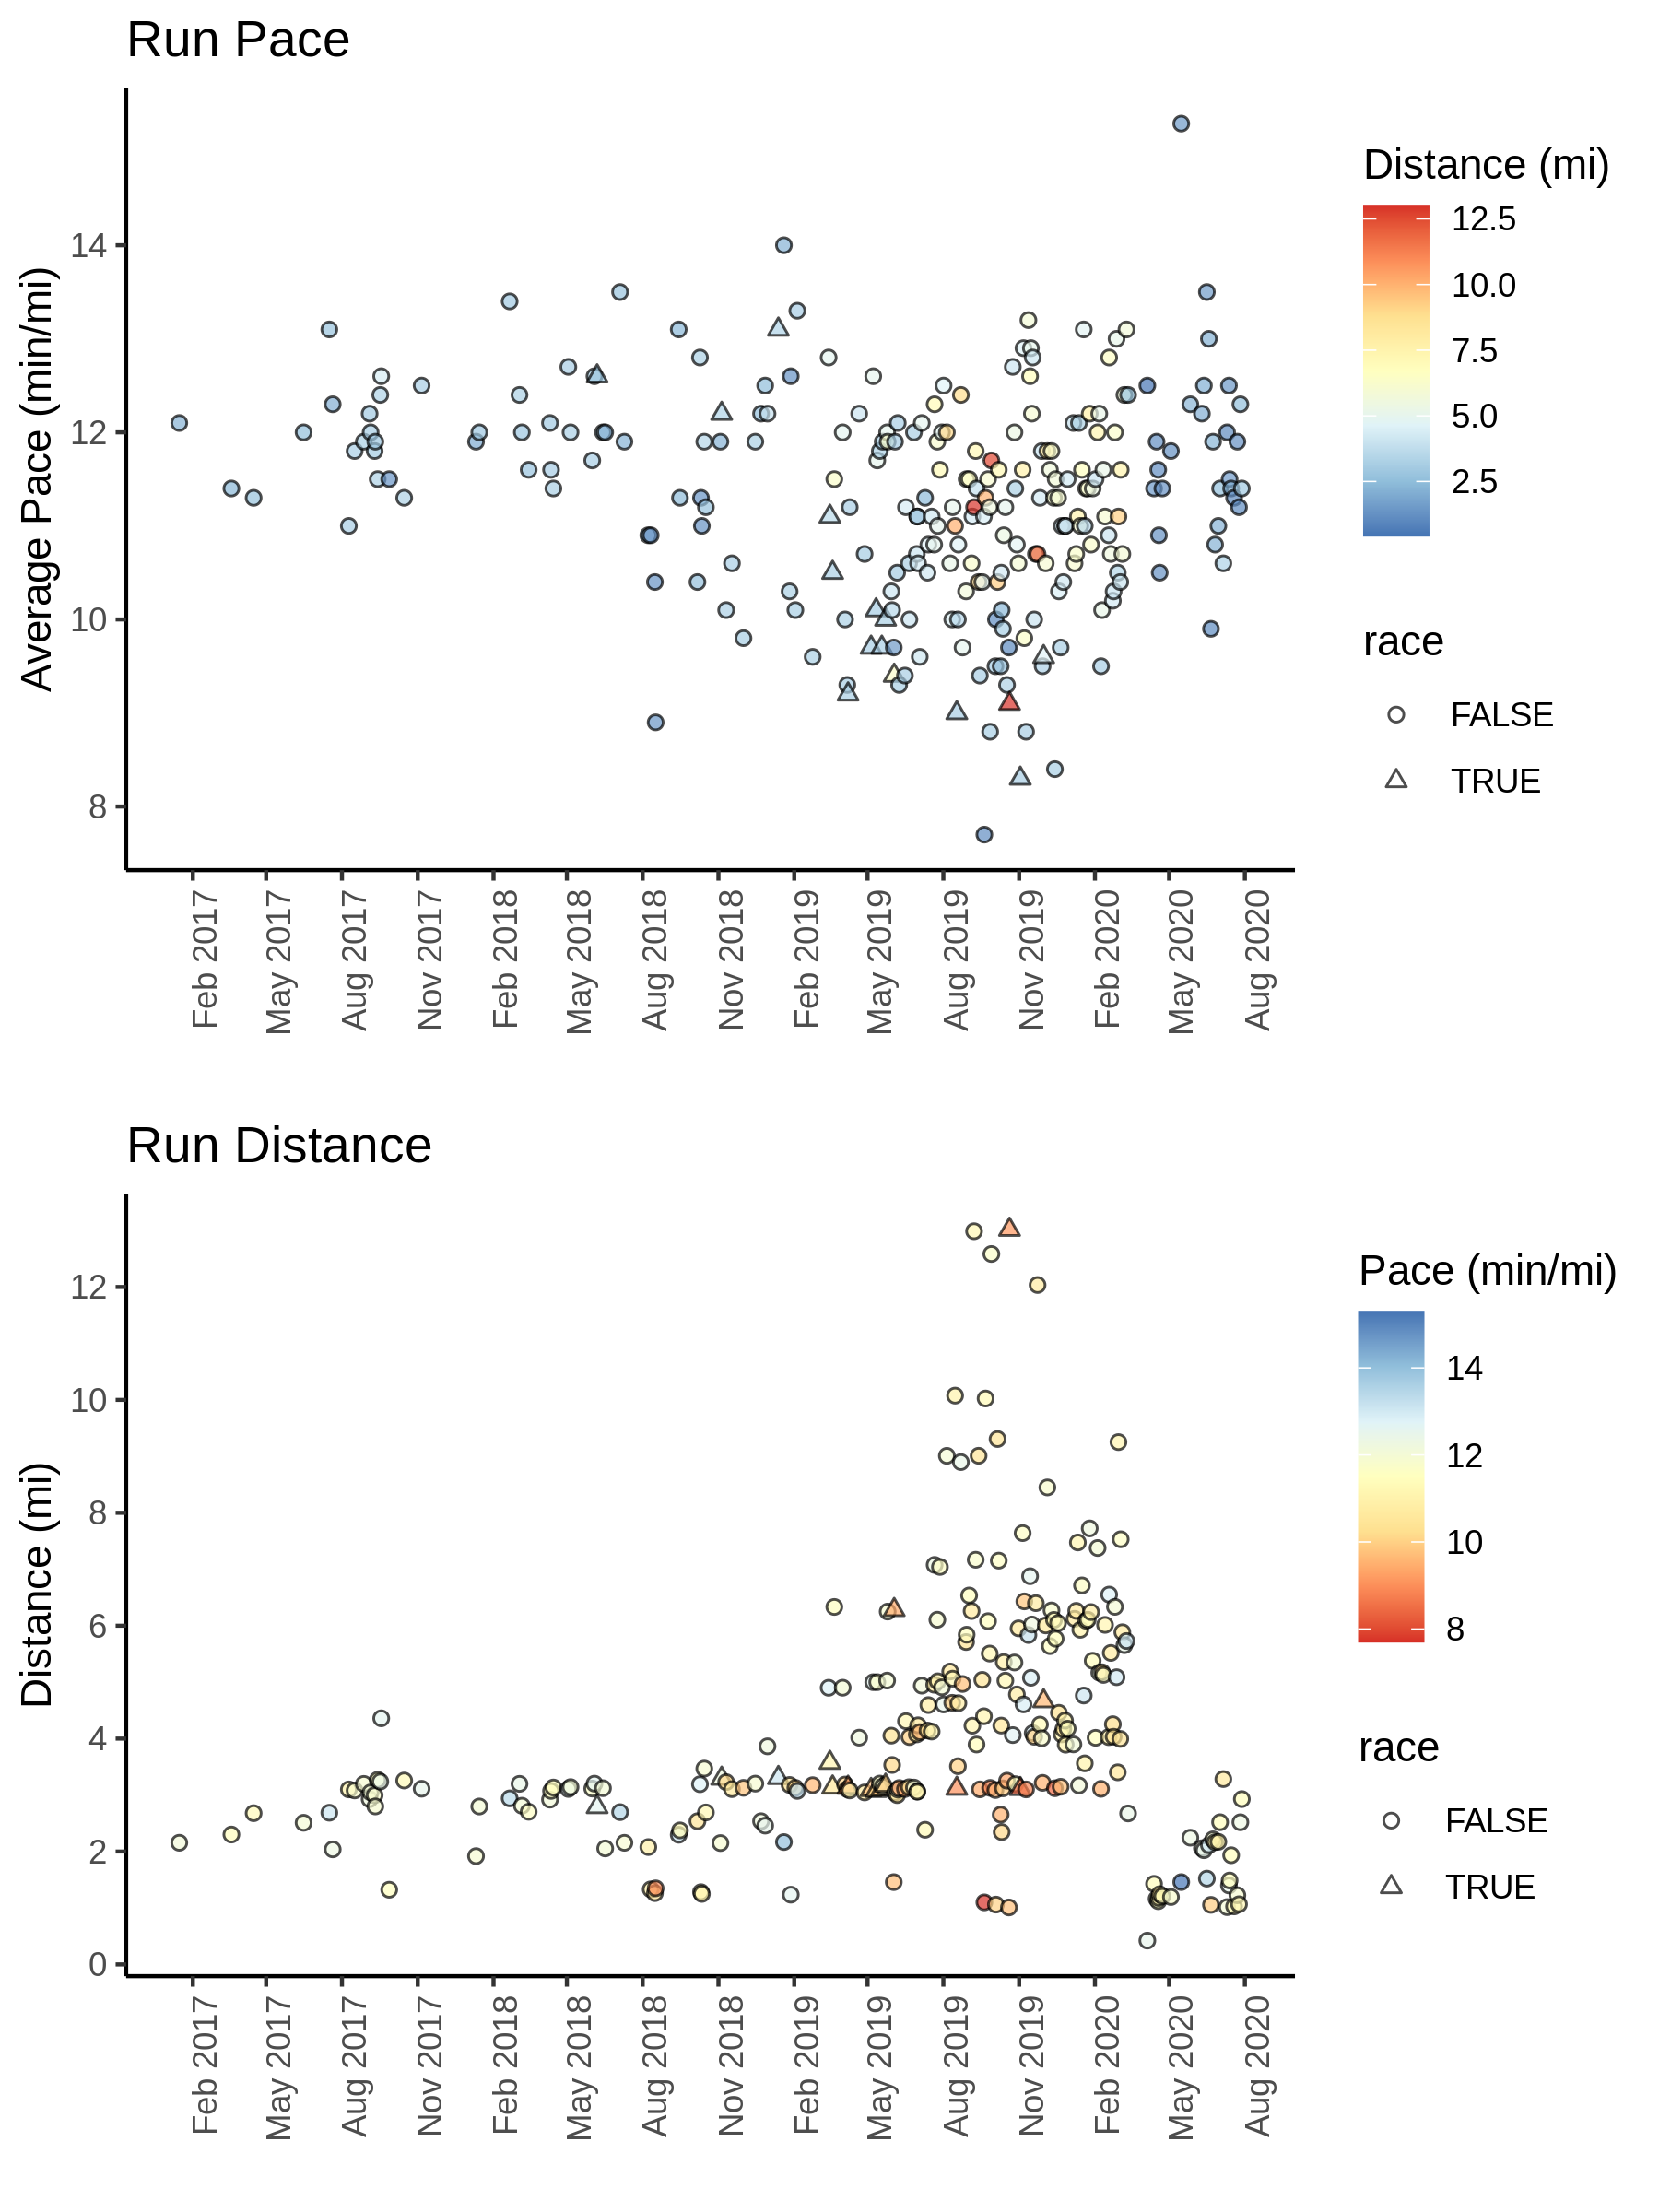 Run Pace
Average Pace (min/mi)
14
12
10
8
Feb 2017
May 2017
Aug 2017
Nov 2017
Feb 2018
May 2018
Aug 2018
Nov 2018
Feb 2019
May 2019
Aug 2019
Nov 2019
Feb 2020
May 2020
Aug 2020
Distance (mi)
12.5
10.0
7.5
5.0
2.5
race
FALSE
TRUE
Run Distance
Distance (mi)
12
10
8
6
4
2
0
Feb 2017
May 2017
Aug 2017
Nov 2017
Feb 2018
May 2018
Aug 2018
Nov 2018
Feb 2019
May 2019
Aug 2019
Nov 2019
Feb 2020
May 2020
Aug 2020
Pace (min/mi)
14
12
10
8
race
FALSE
TRUE